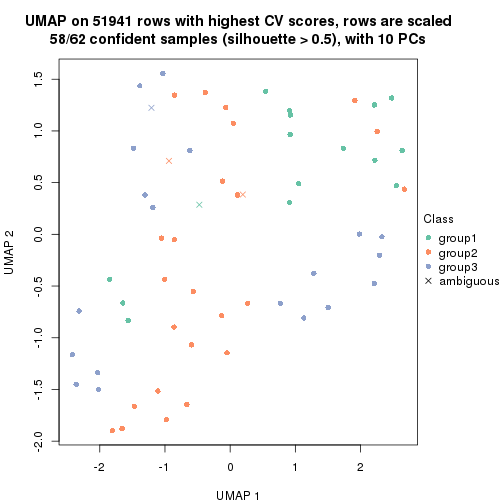 UMAP on 51941 rows with highest CV scores, rows are scaled
58/62 confident samples (silhouette > 0.5), with 10 PCs
1.5
1.0
0.5
0.0
-0.5
-1.0
-1.5
-2.0
UMAP 2
-2 -1 0 1 2
UMAP 1
Class
group1
group2
group3
ambiguous